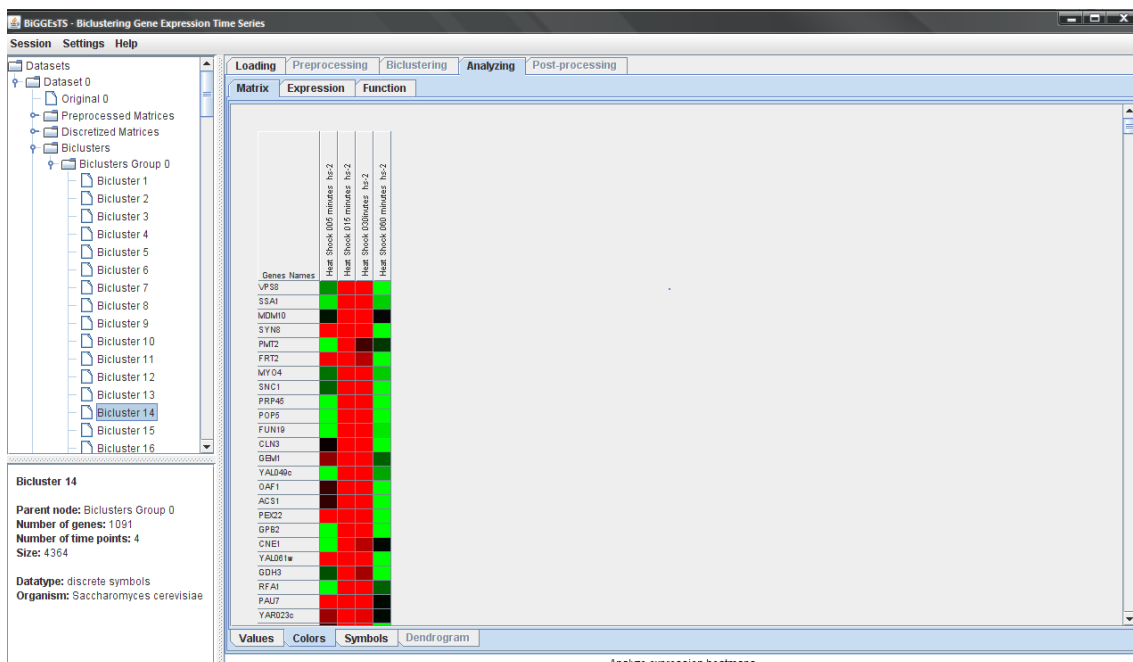 BiGGEsTS - Biclustering Gene Expression Time Series
Session Settings Help
Datasets
Dataset 0
Original 0
Preprocessed Matrices
Discretized Matrices
Biclusters
Biclusters Group 0
Bicluster 1
Bicluster 2
Bicluster 3
Bicluster 4
Bicluster 5
Bicluster 6
Bicluster 7
Bicluster 8
Bicluster 9
Bicluster 10
Bicluster 11
Bicluster 12
Bicluster 13
Bicluster 14
Bicluster 15
Bicluster 16
Bicluster 14
Parent node: Biclusters Group 0
Number of genes: 1091
Number of time points: 4
Size: 4364
Datatype: discrete symbols
Organism: Saccharomyces cerevisiae
Loading Preprocessing Biclustering Analyzing Post-processing
Matrix Expression Function
Genes Names
Heat Shock 005 minutes hs-2
Heat Shock 015 minutes hs-2
Heat Shock 030inutes hs-2
Heat Shock 060 minutes hs-2
VPS8
SSA1
MDM10
SYN8
PMT2
FRT2
MYO4
SNC1
PRP45
POP5
FUN19
CLN3
GEM1
YAL049c
OAF1
ACS1
PEX22
GPB2
CNE1
YAL061w
GDH3
RFA1
PAU7
YAR023c
Values Colors Symbols Dendrogram
Analyze expression heatmaps